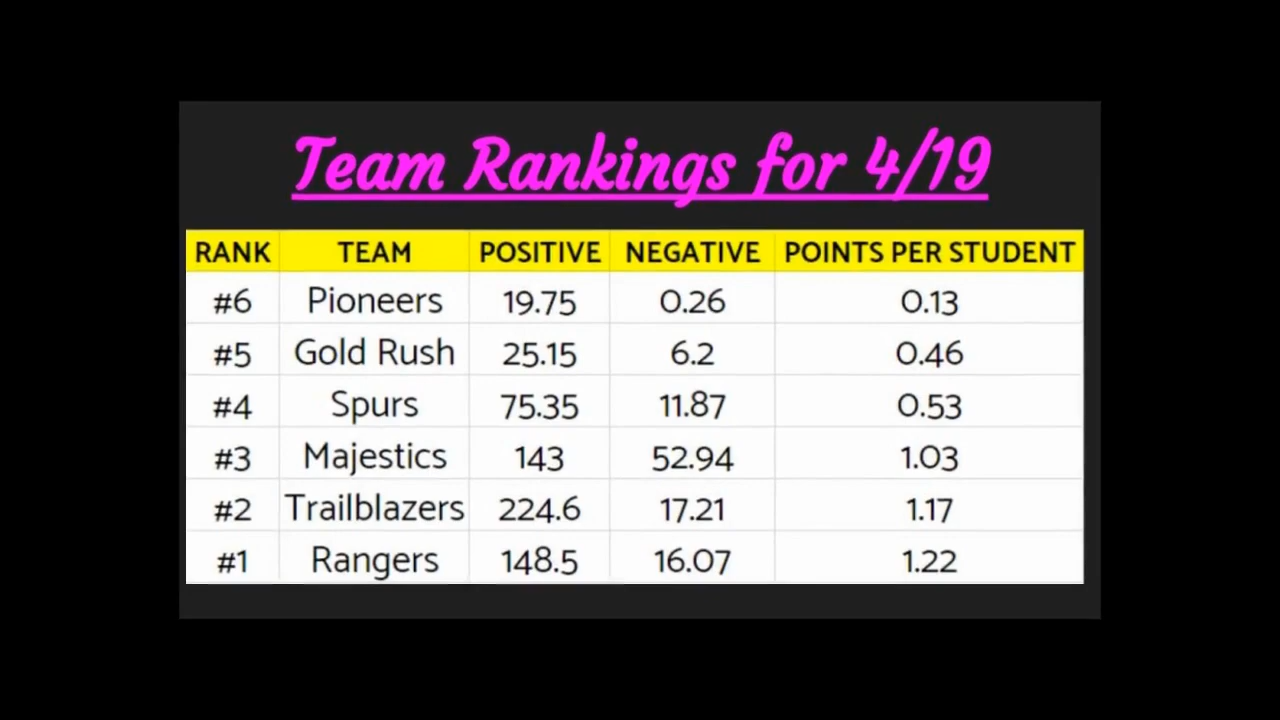 Team Rankings for 4/19
RANK TEAM POSITIVE NEGATIVE POINTS PER STUDENT
#6 Pioneers 19.75 0.26 0.13
#5 Gold Rush 25.15 6.2 0.46
#4 Spurs 75.35 11.87 0.53
#3 Majestics 143 52.94 1.03
#2 Trailblazers 224.6 17.21 1.17
#1 Rangers 148.5 16.07 1.22